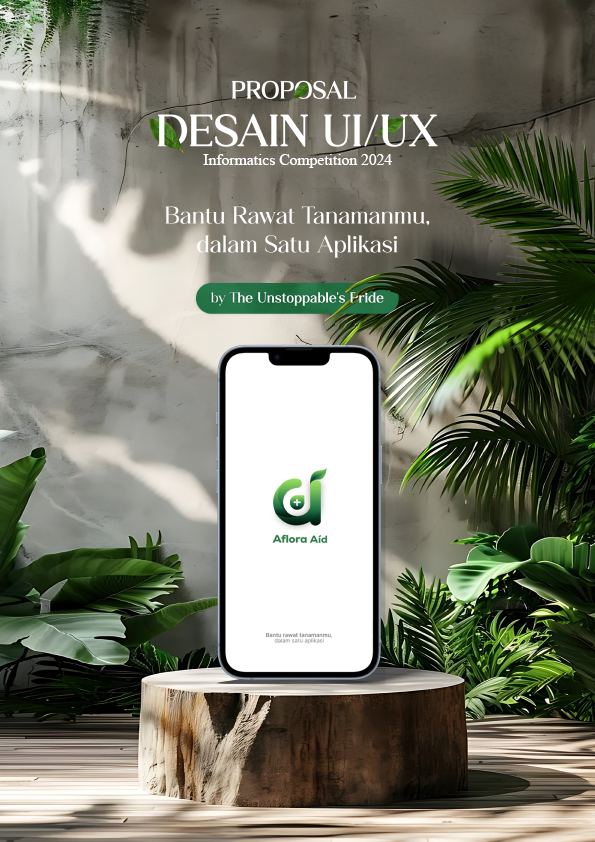 PROPOSAL
DESAIN UI/UX
Informatics Competition 2024
Bantu Rawat Tanamanmu,
dalam Satu Aplikasi
by The Unstoppable's Pride
Aflora Aid
Bantu rawat tanamanmu,
dalam satu aplikasi